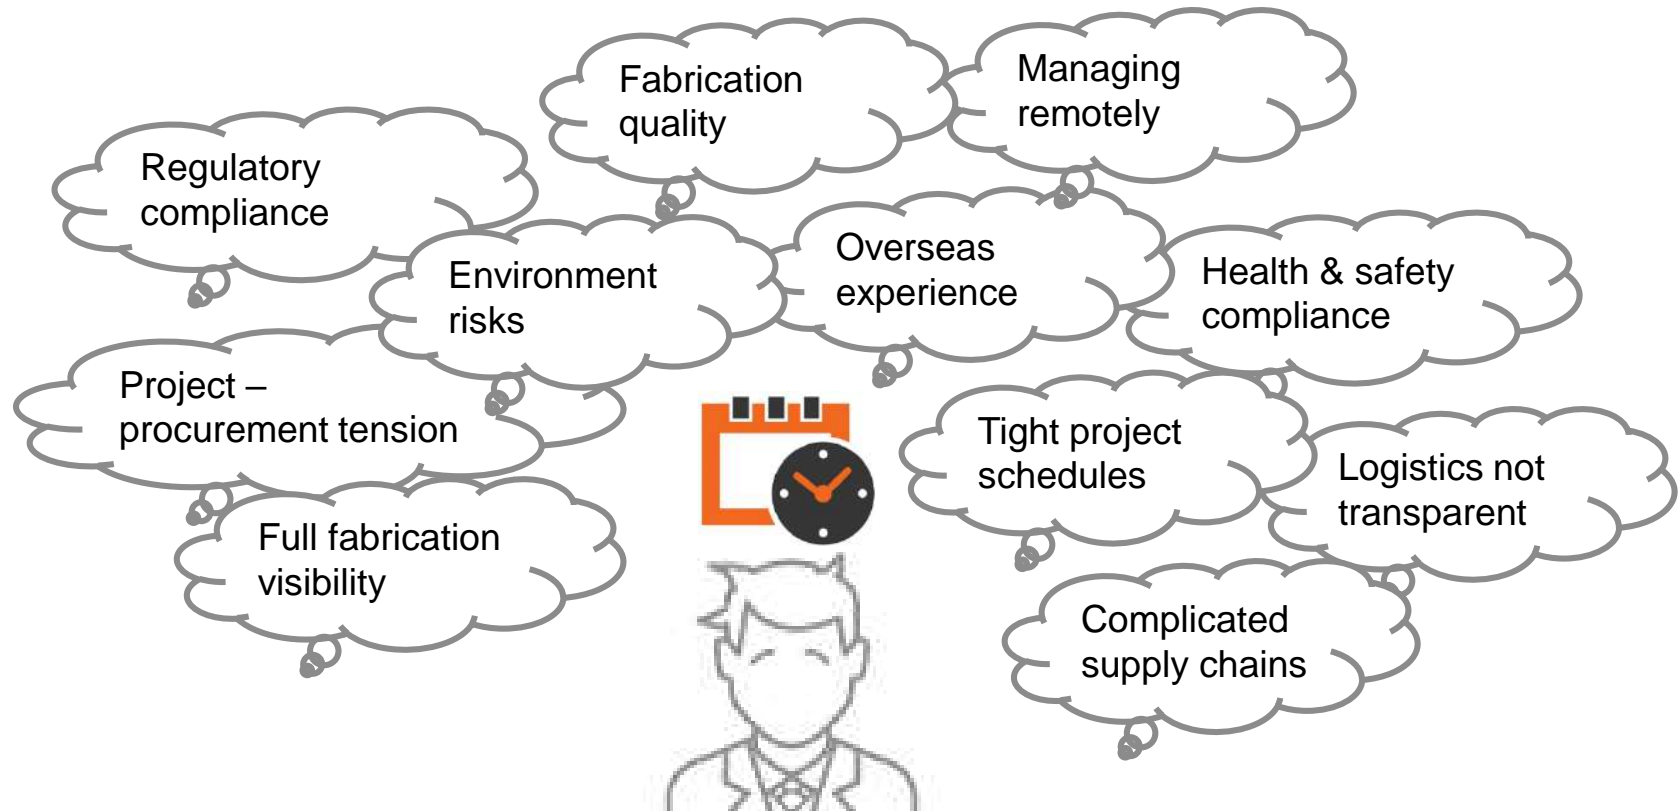 Fabrication
quality
Managing
remotely
Regulatory
compliance
Environment
risks
Overseas
experience
Health & safety
compliance
Project –
procurement tension
Tight project
schedules
Logistics not
transparent
Full fabrication
visibility
Complicated
supply chains